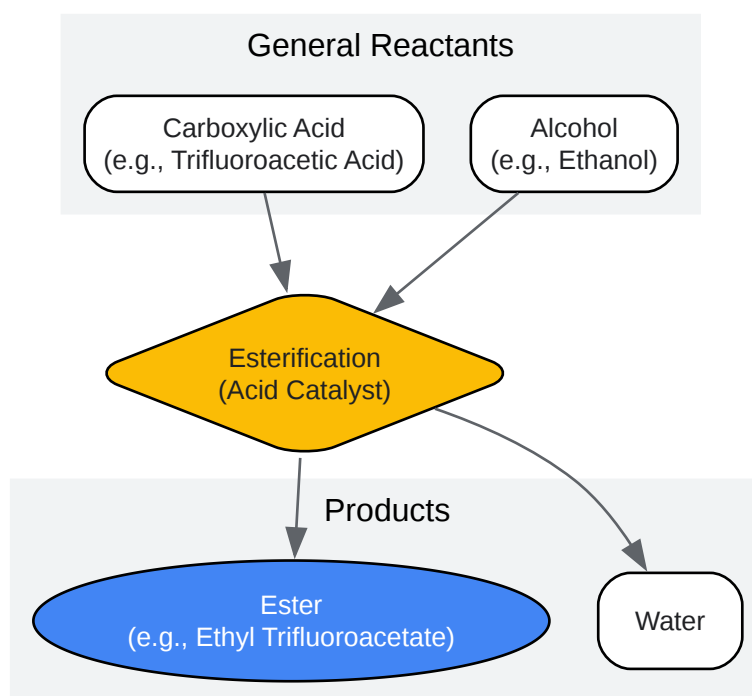 General Reactants
Carboxylic Acid
(e.g., Trifluoroacetic Acid)
Alcohol
(e.g., Ethanol)
Esterification
(Acid Catalyst)
Products
Ester
(e.g., Ethyl Trifluoroacetate)
Water